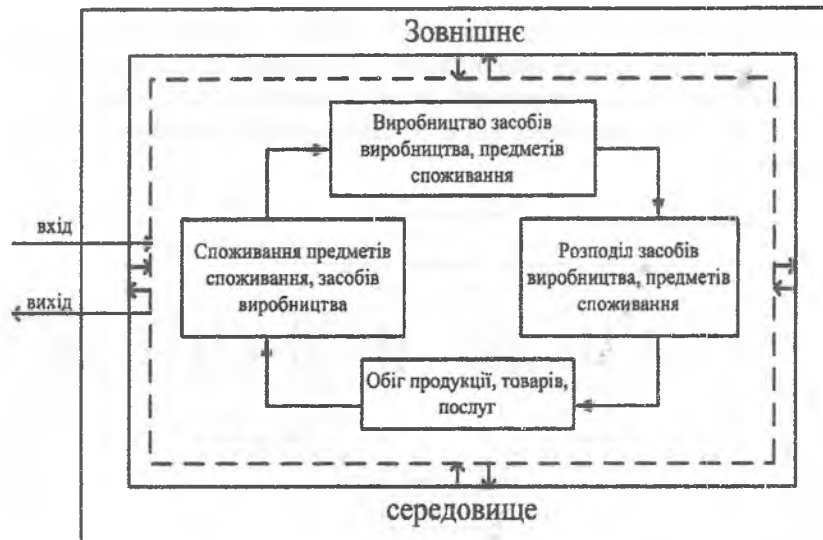 Зовнішнє
Виробництво засобів
виробництва, предметів
споживання
вхід
Споживання предметів
споживання, засобів
виробництва
Розподіл засобів
виробництва, предметів
споживання
вихід
Обіг продукції, товарів,
послуг
середовище